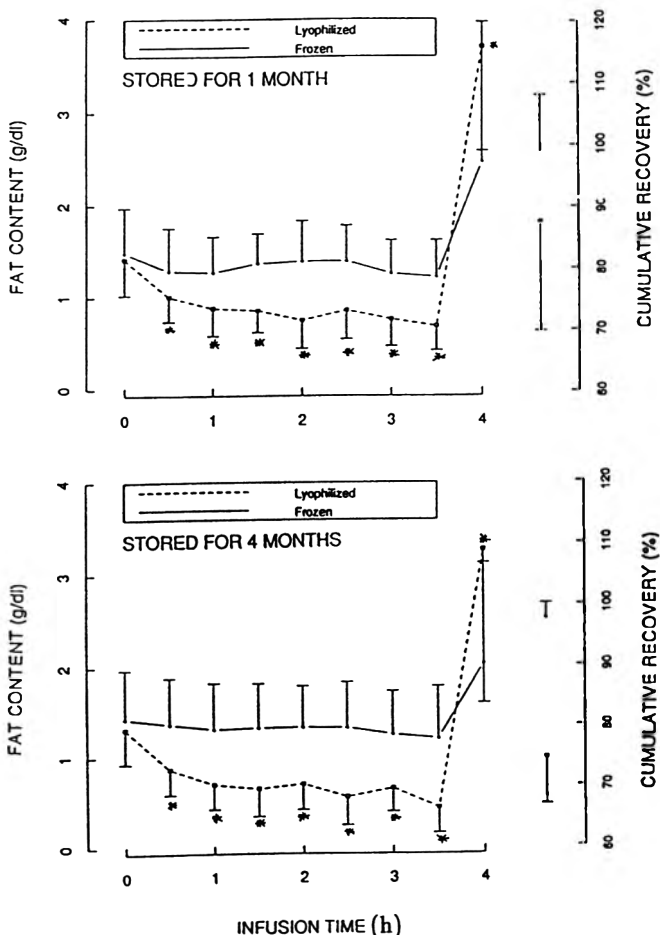 Lyophilized
Frozen
STORED FOR 1 MONTH
FAT CONTENT (g/dl)
4
3
2
1
0
0 1 2 3 4
120
110
100
90
80
70
60
CUMULATIVE RECOVERY (%)
Lyophilized
Frozen
STORED FOR 4 MONTHS
FAT CONTENT (g/dl)
4
3
2
1
0
0 1 2 3 4
120
110
100
90
80
70
60
CUMULATIVE RECOVERY (%)
INFUSION TIME (h)